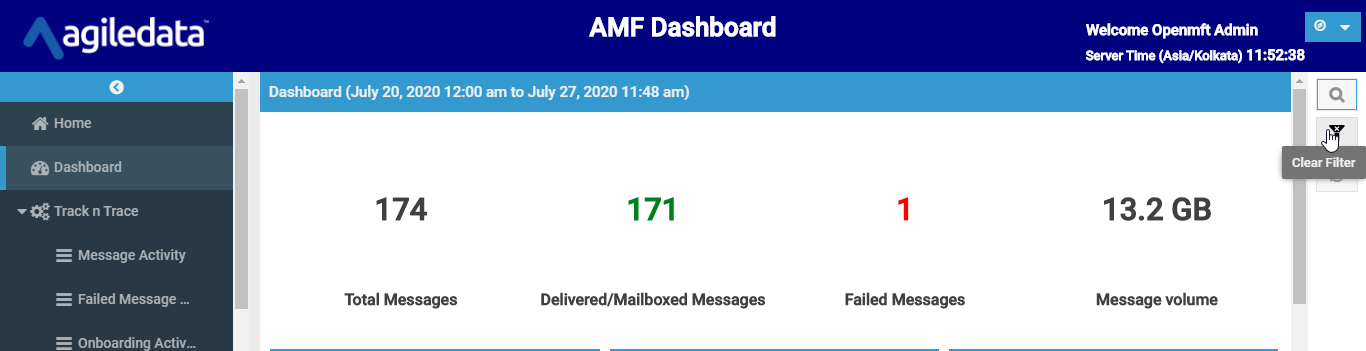 agiledata™
AMF Dashboard
Welcome Openmft Admin
Server Time (Asia/Kolkata) 11:52:38
Dashboard (July 20, 2020 12:00 am to July 27, 2020 11:48 am)
Home
Dashboard
Track n Trace
Message Activity
Failed Message ...
Onboarding Activ...
Clear Filter
174
171
1
13.2 GB
Total Messages
Delivered/Mailboxed Messages
Failed Messages
Message volume